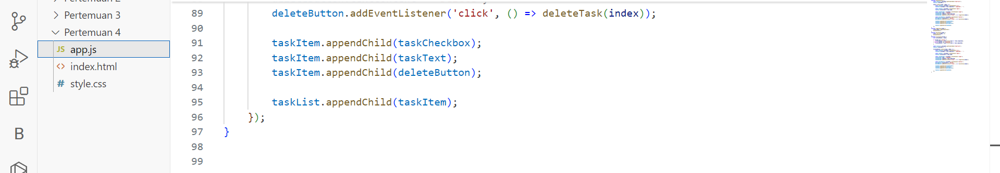 Pertemuan 3
Pertemuan 4
JS app.js
<> index.html
# style.css
B
89 deleteButton.addEventListener('click', () => deleteTask(index));
90
91 taskItem.appendChild(taskCheckbox);
92 taskItem.appendChild(taskText);
93 taskItem.appendChild(deleteButton);
94
95 taskList.appendChild(taskItem);
96 });
97 }
98
99